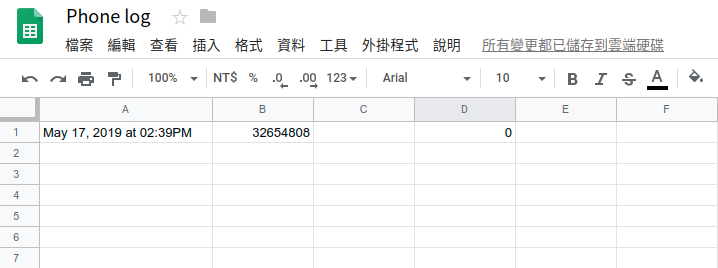 Phone log
檔案 編輯 查看 插入 格式 資料 工具 外掛程式 說明 所有變更都已儲存到雲端硬碟
100% NT$ % .0 .00 123 Arial 10 B I S A
A B C D E F
1 May 17, 2019 at 02:39PM 32654808 0
2
3
4
5
6
7